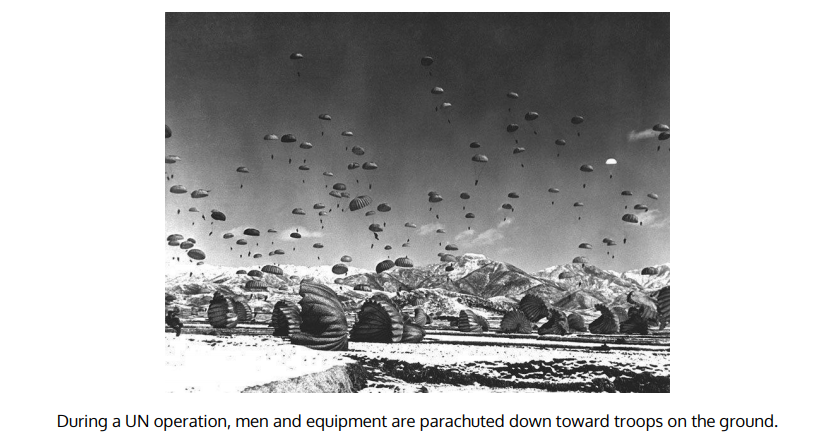 During a UN operation, men and equipment are parachuted down toward troops on the ground.